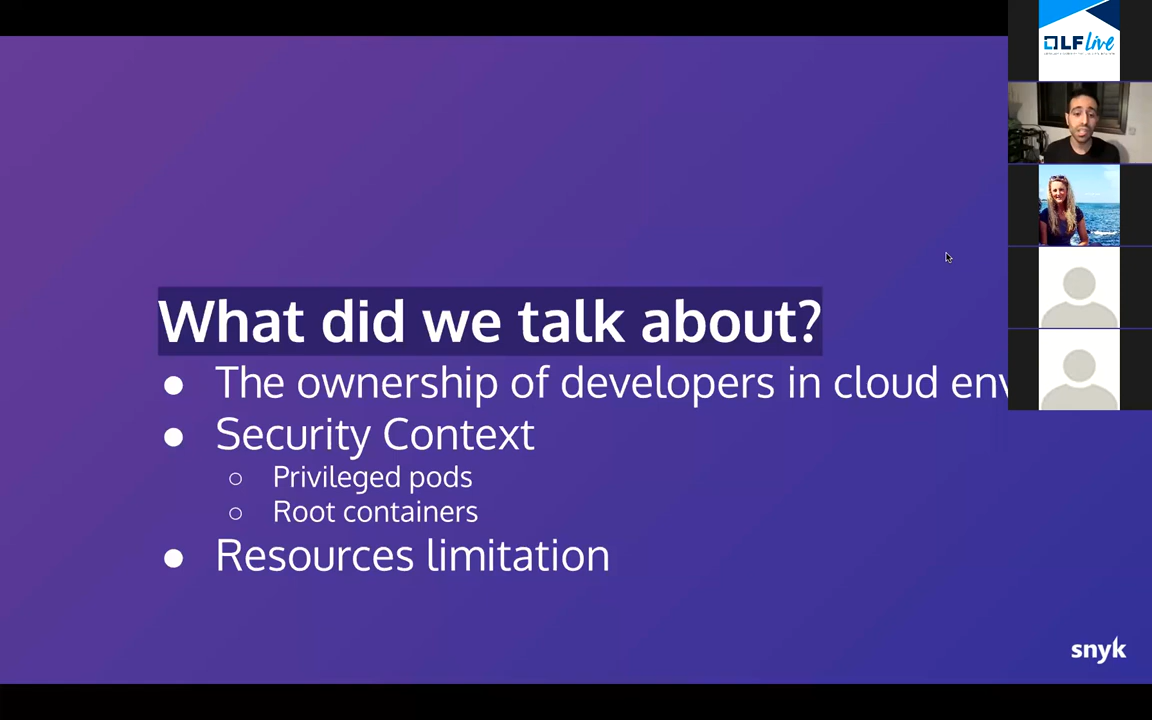 LF Live
What did we talk about?
● The ownership of developers in cloud env
● Security Context
○ Privileged pods
○ Root containers
● Resources limitation
snyk